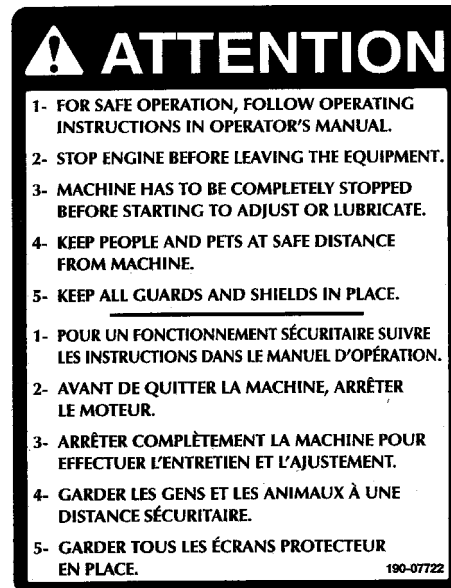 ATTENTION
1- FOR SAFE OPERATION, FOLLOW OPERATING
INSTRUCTIONS IN OPERATOR'S MANUAL.
2- STOP ENGINE BEFORE LEAVING THE EQUIPMENT.
3- MACHINE HAS TO BE COMPLETELY STOPPED
BEFORE STARTING TO ADJUST OR LUBRICATE.
4- KEEP PEOPLE AND PETS AT SAFE DISTANCE
FROM MACHINE.
5- KEEP ALL GUARDS AND SHIELDS IN PLACE.
1- POUR UN FONCTIONNEMENT SÉCURITAIRE SUIVRE
LES INSTRUCTIONS DANS LE MANUEL D'OPÉRATION.
2- AVANT DE QUITTER LA MACHINE, ARRÊTER
LE MOTEUR.
3- ARRÊTER COMPLÈTEMENT LA MACHINE POUR
EFFECTUER L'ENTRETIEN ET L'AJUSTEMENT.
4- GARDER LES GENS ET LES ANIMAUX À UNE
DISTANCE SÉCURITAIRE.
5- GARDER TOUS LES ÉCRANS PROTECTEUR
EN PLACE. 190-07722